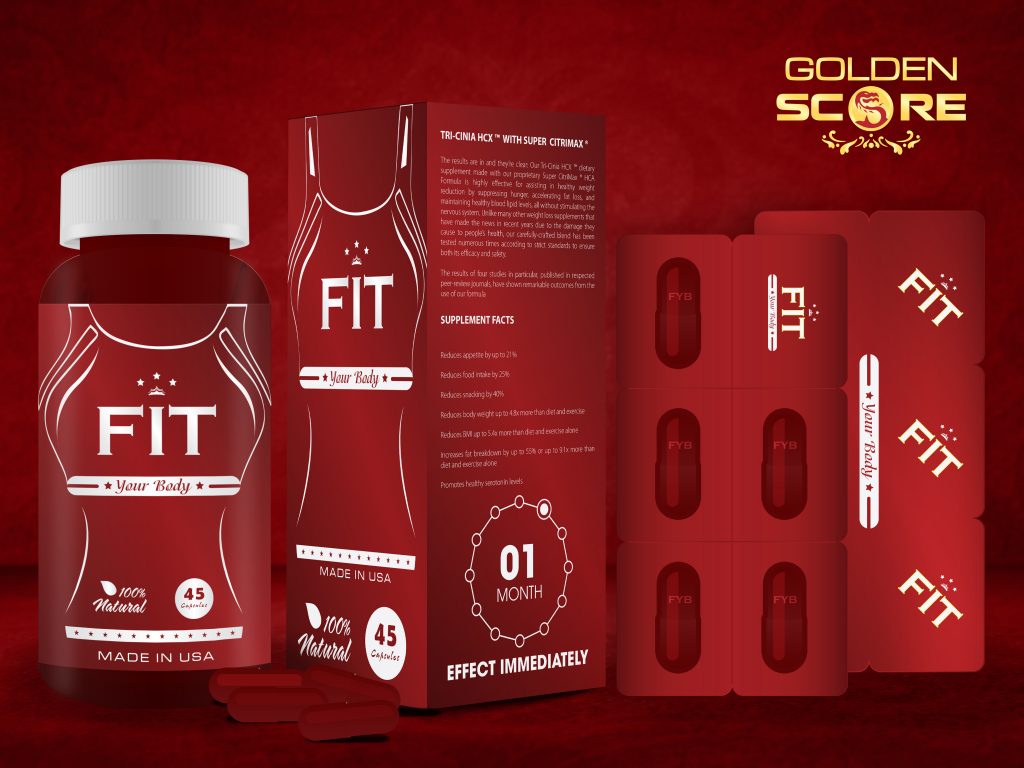 GOLDEN
SCORE
FIT
Your Body
100%
Natural
45
Capsulas
MADE IN USA
FIT
Your Body
MADE IN USA
100%
Natural
45
Capsulas
TRI-CINIA HCX™ WITH SUPER CITRIMAX®
The results are in and they're clean: Our Tri-Cinia HCX™ dietary
supplement made with our proprietary Super CitriMax® HCA
Formula is highly effective for assisting in healthy weight
reduction by suppressing hunger, accelerating fat loss, and
maintaining healthy blood lipid levels, all without stimulating the
nervous system. Unlike many other weight loss supplements that
have made the news in recent years due to the damage they
cause to people's health, our carefully-crafted blend has been
tested numerous times according to strict standards to ensure
both its efficacy and safety.
The results of four studies in particular, published in respected
peer-review journals, have shown remarkable outcomes from the
use of our formula
SUPPLEMENT FACTS
Reduces appetite by up to 21%
Reduces food intake by 25%
Reduces snacking by 40%
Reduces body weight up to 4.8x more than diet and exercise
Reduces BMI up to 5.4x more than diet and exercise alone
Increases fat breakdown by up to 55% or up to 9.1x more than
diet and exercise alone
Promotes healthy serotonin levels
01
MONTH
EFFECT IMMEDIATELY
FYB
FIT
Your Body
FYB
FYB
FYB
FYB
FIT
Your Body
FIT
FIT